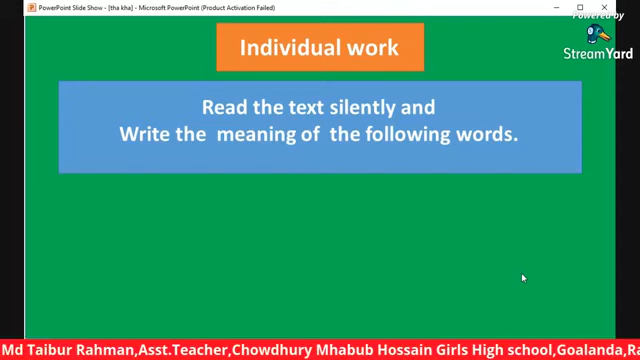 PowerPoint Slide Show - [tha kha] - Microsoft PowerPoint (Product Activation Failed)
Powered by
StreamYard
Individual work
Read the text silently and
Write the meaning of the following words.
Md Taibur Rahman,Asst.Teacher,Chowdhury Mhabub Hossain Girls High school,Goalanda,Ra